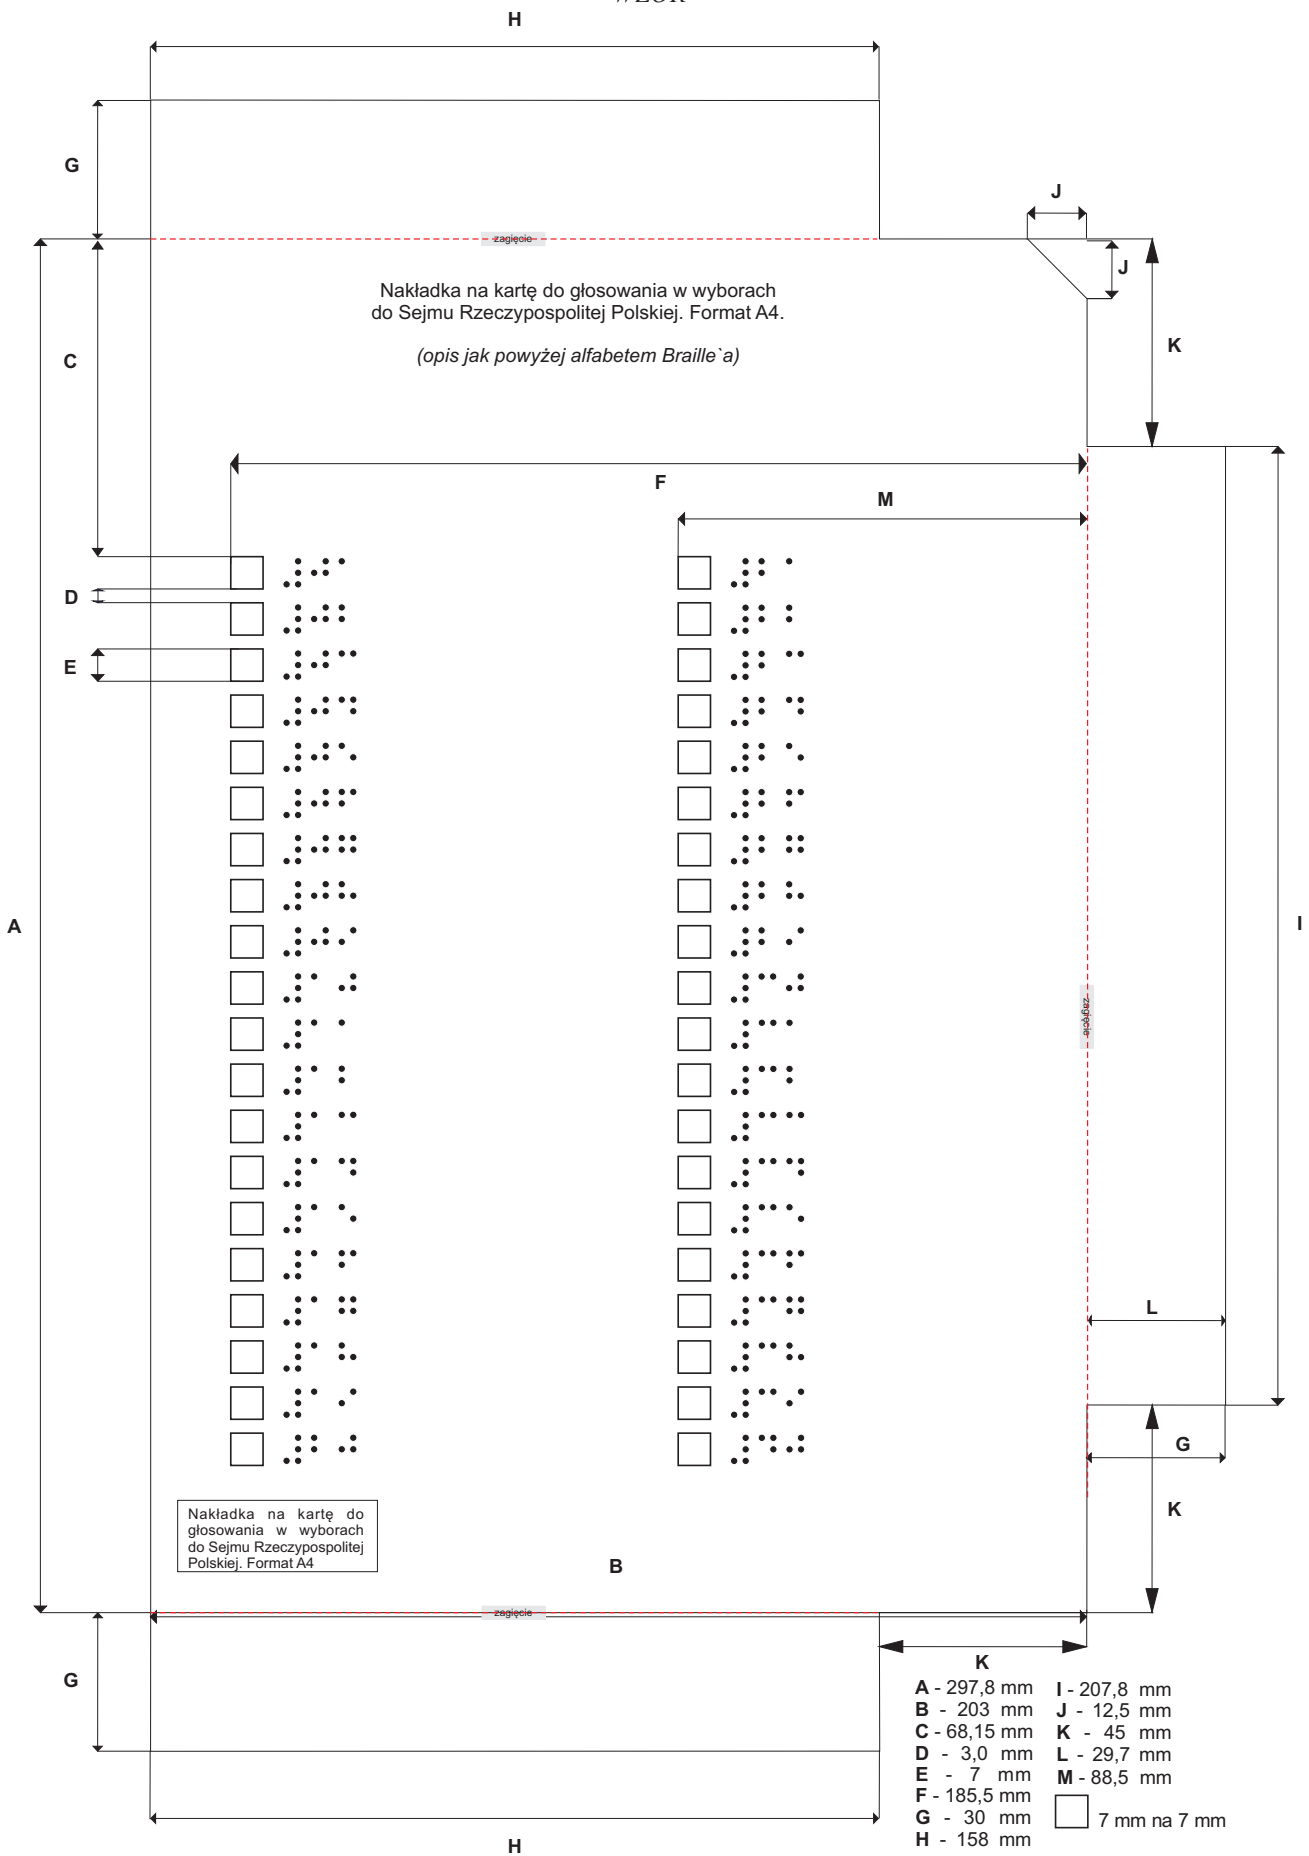 H
G
J
zagięcie
J
Nakładka na kartę do głosowania w wyborach
do Sejmu Rzeczypospolitej Polskiej. Format A4.
K
C
(opis jak powyżej alfabetem Braille`a)
F
M
D
E
A
I
zagięcie
L
G
K
Nakładka na kartę do
głosowania w wyborach
do Sejmu Rzeczypospolitej
Polskiej. Format A4
B
zagięcie
K
G
A - 297,8 mm
B - 203 mm
C - 68,15 mm
D - 3,0 mm
E - 7 mm
F - 185,5 mm
G - 30 mm
H - 158 mm
I - 207,8 mm
J - 12,5 mm
K - 45 mm
L - 29,7 mm
M - 88,5 mm
7 mm na 7 mm
H